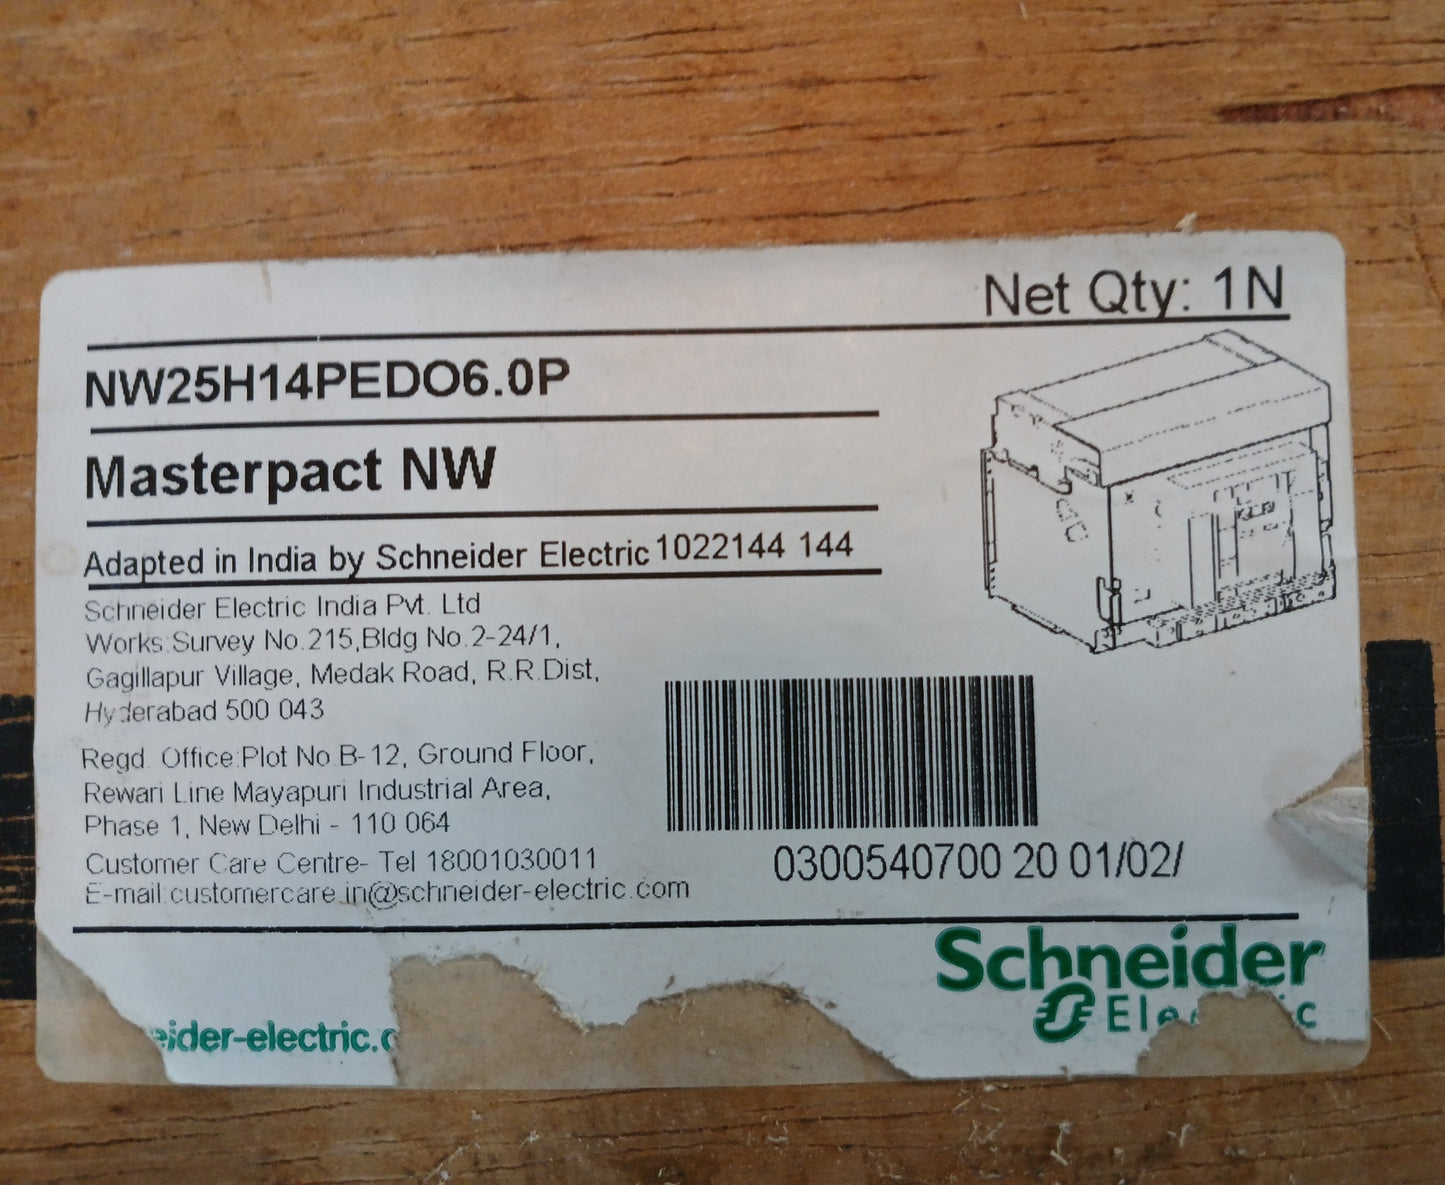 Net Qty: 1N
NW25H14PEDO6.0P
Masterpact NW
Adapted in India by Schneider Electric 1022144 144
Schneider Electric India Pvt. Ltd
Works:Survey No.215,Bldg No.2-24/1,
Gagillapur Village, Medak Road, R.R.Dist,
Hyderabad 500 043
Regd. Office:Plot No.B-12, Ground Floor,
Rewari Line Mayapuri Industrial Area,
Phase 1, New Delhi - 110 064
Customer Care Centre- Tel 18001030011
E-mail:customercare.in@schneider-electric.com
0300540700 20 01/02/
Schneider
eider-electric.c